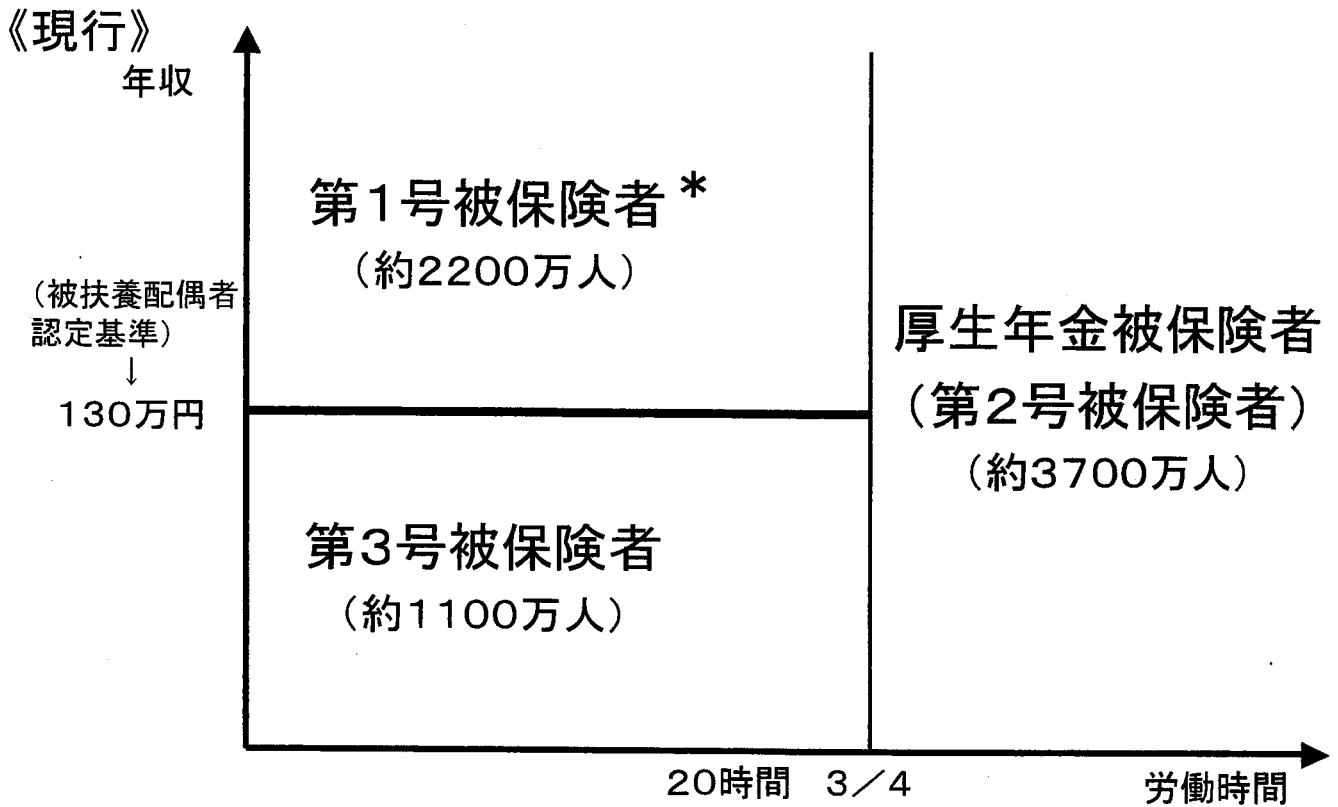 《現行》
年収
第1号被保険者*
(約2200万人)
(被扶養配偶者
認定基準)
↓
130万円
厚生年金被保険者
(第2号被保険者)
(約3700万人)
第3号被保険者
(約1100万人)
20時間 3/4
労働時間